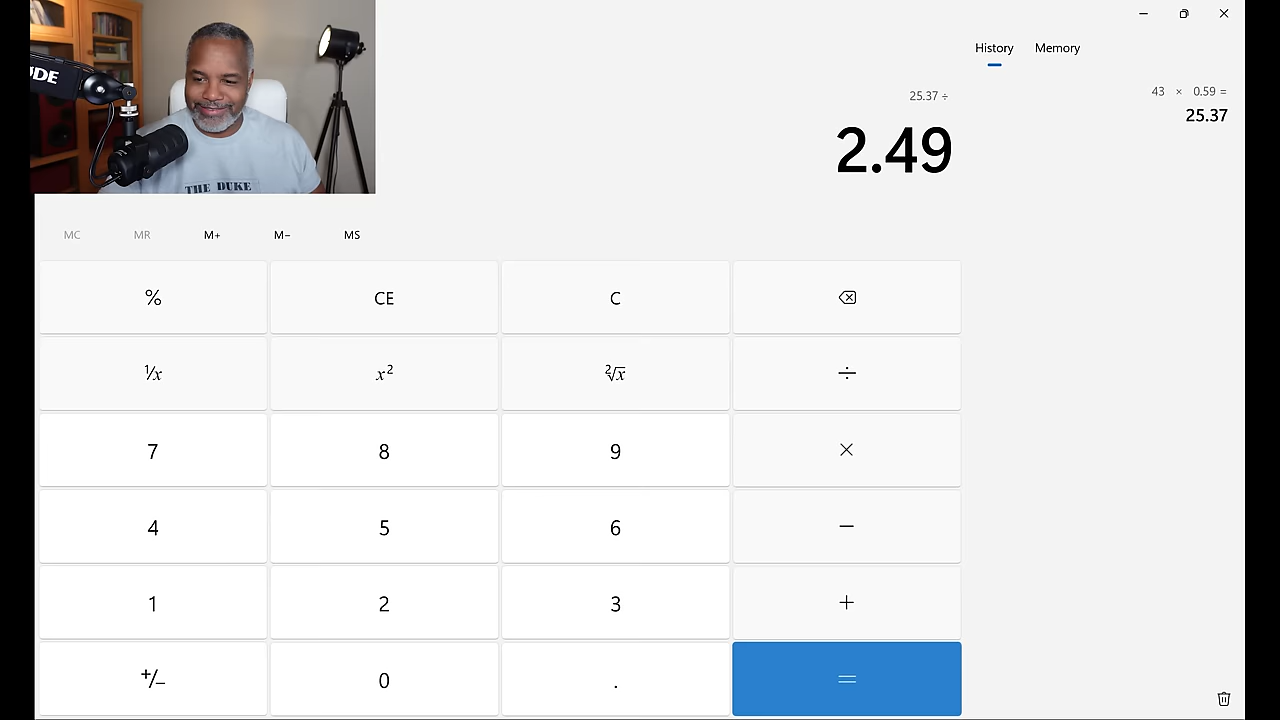 UDE
THE DUKE
History Memory
25.37 ÷
2.49
43 × 0.59 =
25.37
MC MR M+ M− MS
% CE C
⅟x x² ²√x ÷
7 8 9 ×
4 5 6 −
1 2 3 +
+/− 0 . =